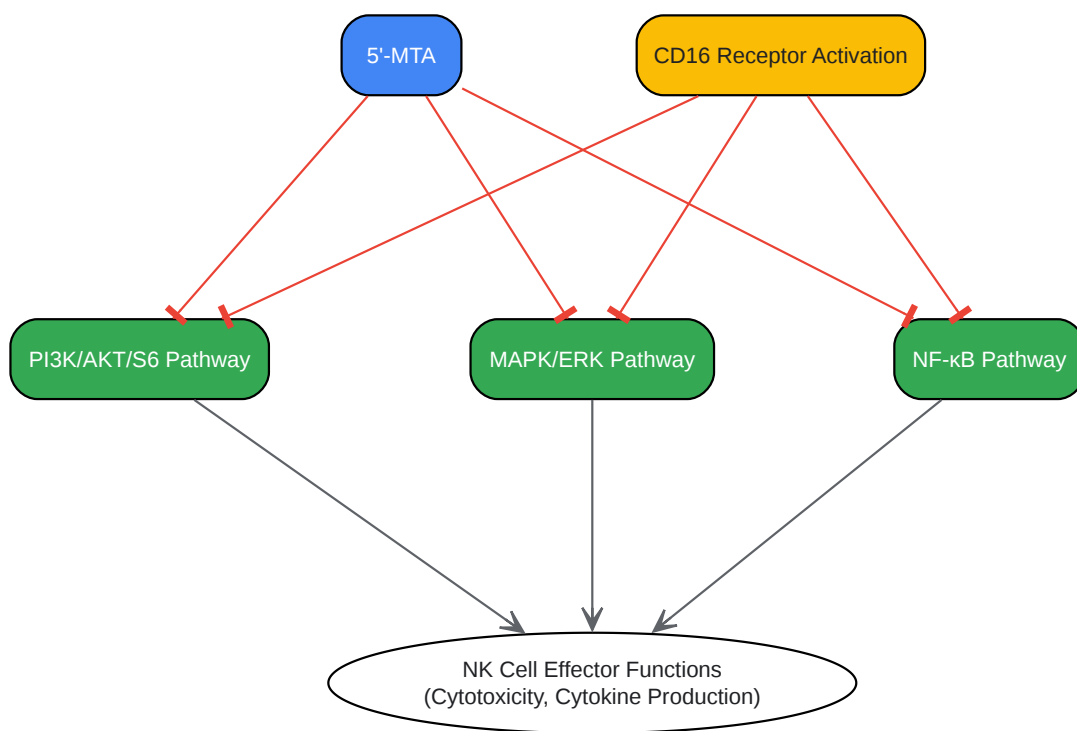 5'-MTA
CD16 Receptor Activation
PI3K/AKT/S6 Pathway
MAPK/ERK Pathway
NF-κB Pathway
NK Cell Effector Functions
(Cytotoxicity, Cytokine Production)